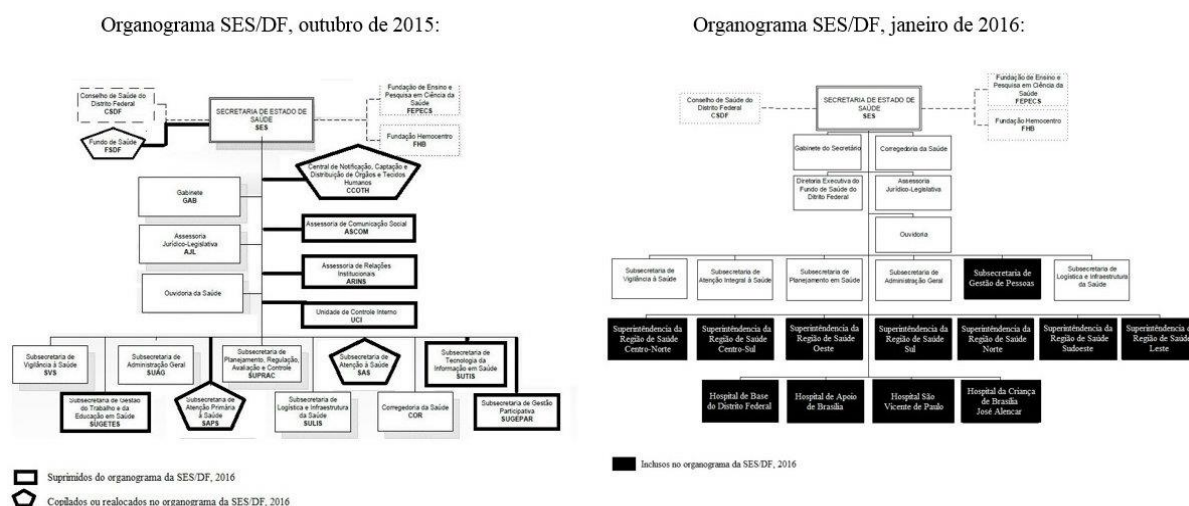 Organograma SES/DF, outubro de 2015:
Conselho de Saúde do
Distrito Federal
CSDF
SECRETARIA DE ESTADO DE
SAÚDE
SES
Fundação de Ensino e
Pesquisa em Ciência da
Saúde
FEPECS
Fundo de Saúde
FSDF
Fundação Hemocentro
FHB
Central de Notificação, Captação e
Distribuição de Órgãos e Tecidos
Humanos
CCOTH
Gabinete
GAB
Assessoria de Comunicação Social
ASCOM
Assessoria
Jurídico-Legislativa
AJL
Assessoria de Relações
Institucionais
ARINS
Ouvidoria da Saúde
Unidade de Controle Interno
UCI
Subsecretaria de
Vigilância à Saúde
SVS
Subsecretaria de
Administração Geral
SUAG
Subsecretaria de
Planejamento, Regulação,
Avaliação e Controle
SUPRAC
Subsecretaria de
Atenção à Saúde
SAS
Subsecretaria de
Tecnologia da
Informação em Saúde
SUTIS
Subsecretaria de Gestão
do Trabalho e da
Educação em Saúde
SUGETES
Subsecretaria de
Atenção Primária
à Saúde
SAPS
Subsecretaria de
Logística e Infraestrutura
da Saúde
SULIS
Corregedoria da Saúde
COR
Subsecretaria de Gestão
Participativa
SUGEPAR
Suprimidos do organograma da SES/DF, 2016
Copilados ou realocados no organograma da SES/DF, 2016
Organograma SES/DF, janeiro de 2016:
Conselho de Saúde do
Distrito Federal
CSDF
SECRETARIA DE ESTADO DE
SAÚDE
SES
Fundação de Ensino e
Pesquisa em Ciência da
Saúde
FEPECS
Fundação Hemocentro
FHB
Gabinete do Secretário
Corregedoria da Saúde
Diretoria Executiva do
Fundo de Saúde do
Distrito Federal
Assessoria
Jurídico-Legislativa
Ouvidoria
Subsecretaria de
Vigilância à Saúde
Subsecretaria de
Atenção Integral à Saúde
Subsecretaria de
Planejamento em Saúde
Subsecretaria de
Administração Geral
Subsecretaria de
Gestão de Pessoas
Subsecretaria de
Logística e Infraestrutura
da Saúde
Superintêndencia da
Região de Saúde
Centro-Norte
Superintêndencia da
Região de Saúde
Centro-Sul
Superintêndencia da
Região de Saúde
Oeste
Superintêndencia da
Região de Saúde
Sul
Superintêndencia da
Região de Saúde
Norte
Superintêndencia da
Região de Saúde
Sudoeste
Superintêndencia da
Região de Saúde
Leste
Hospital de Base
do Distrito Federal
Hospital de Apoio
de Brasília
Hospital São
Vicente de Paulo
Hospital da Criança
de Brasília
José Alencar
Inclusos no organograma da SES/DF, 2016